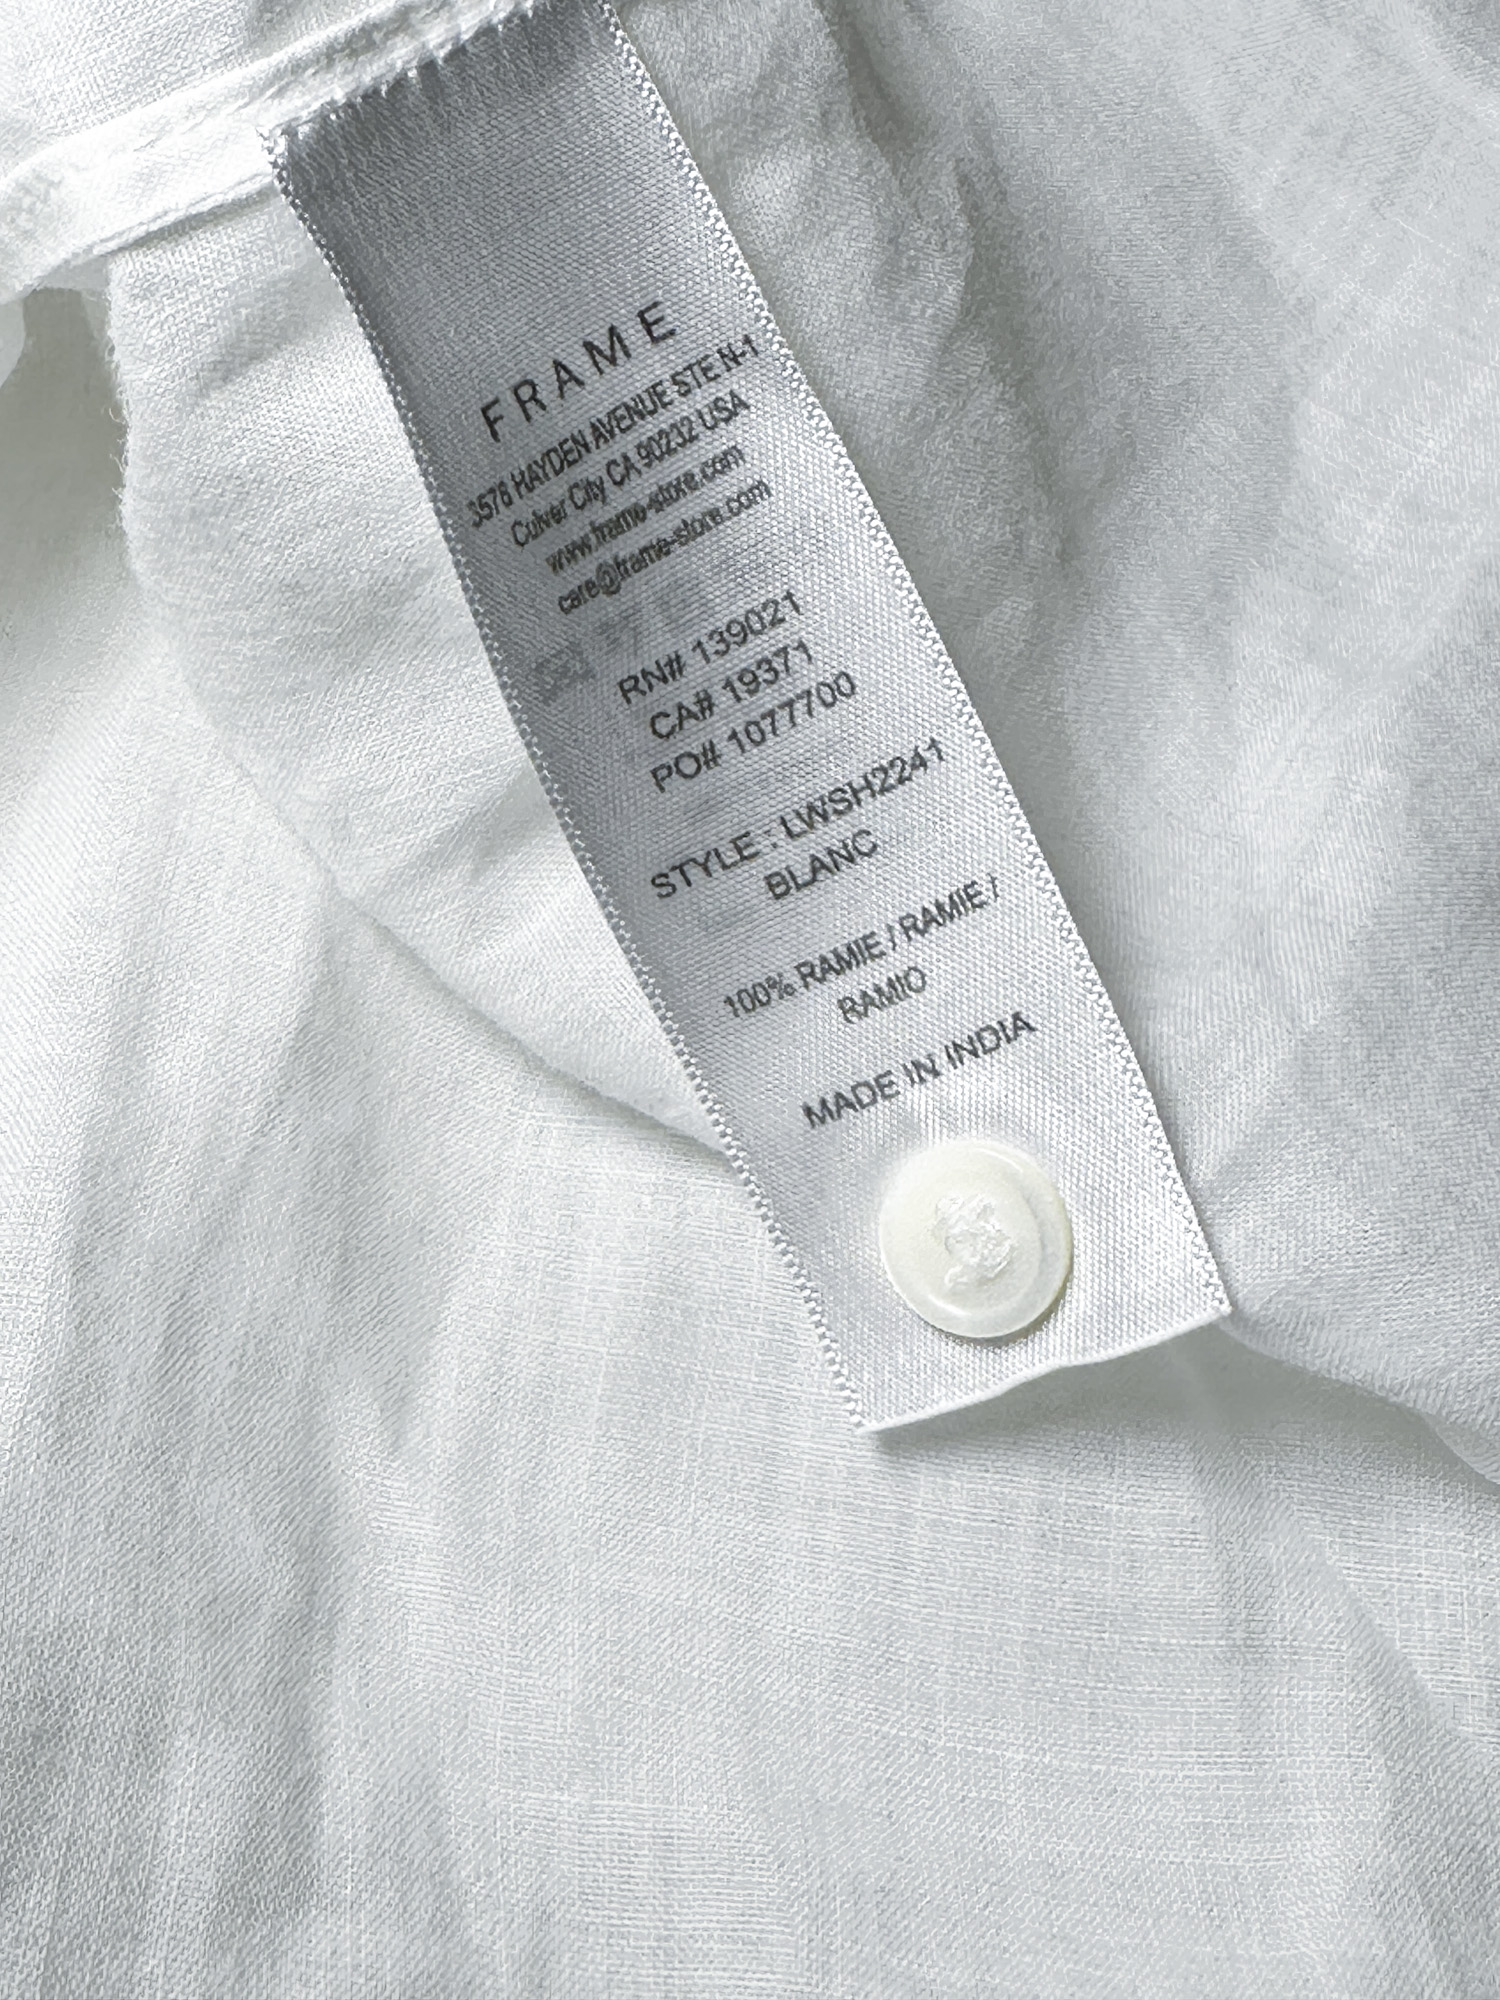 FRAME
3576 HAYDEN AVENUE STE N-1
Culver City CA 90232 USA
www.frame-store.com
care@frame-store.com
RN# 139021
CA# 19371
PO# 1077700
STYLE : LWSH2241
BLANC
100% RAMIE / RAMIE /
RAMIO
MADE IN INDIA